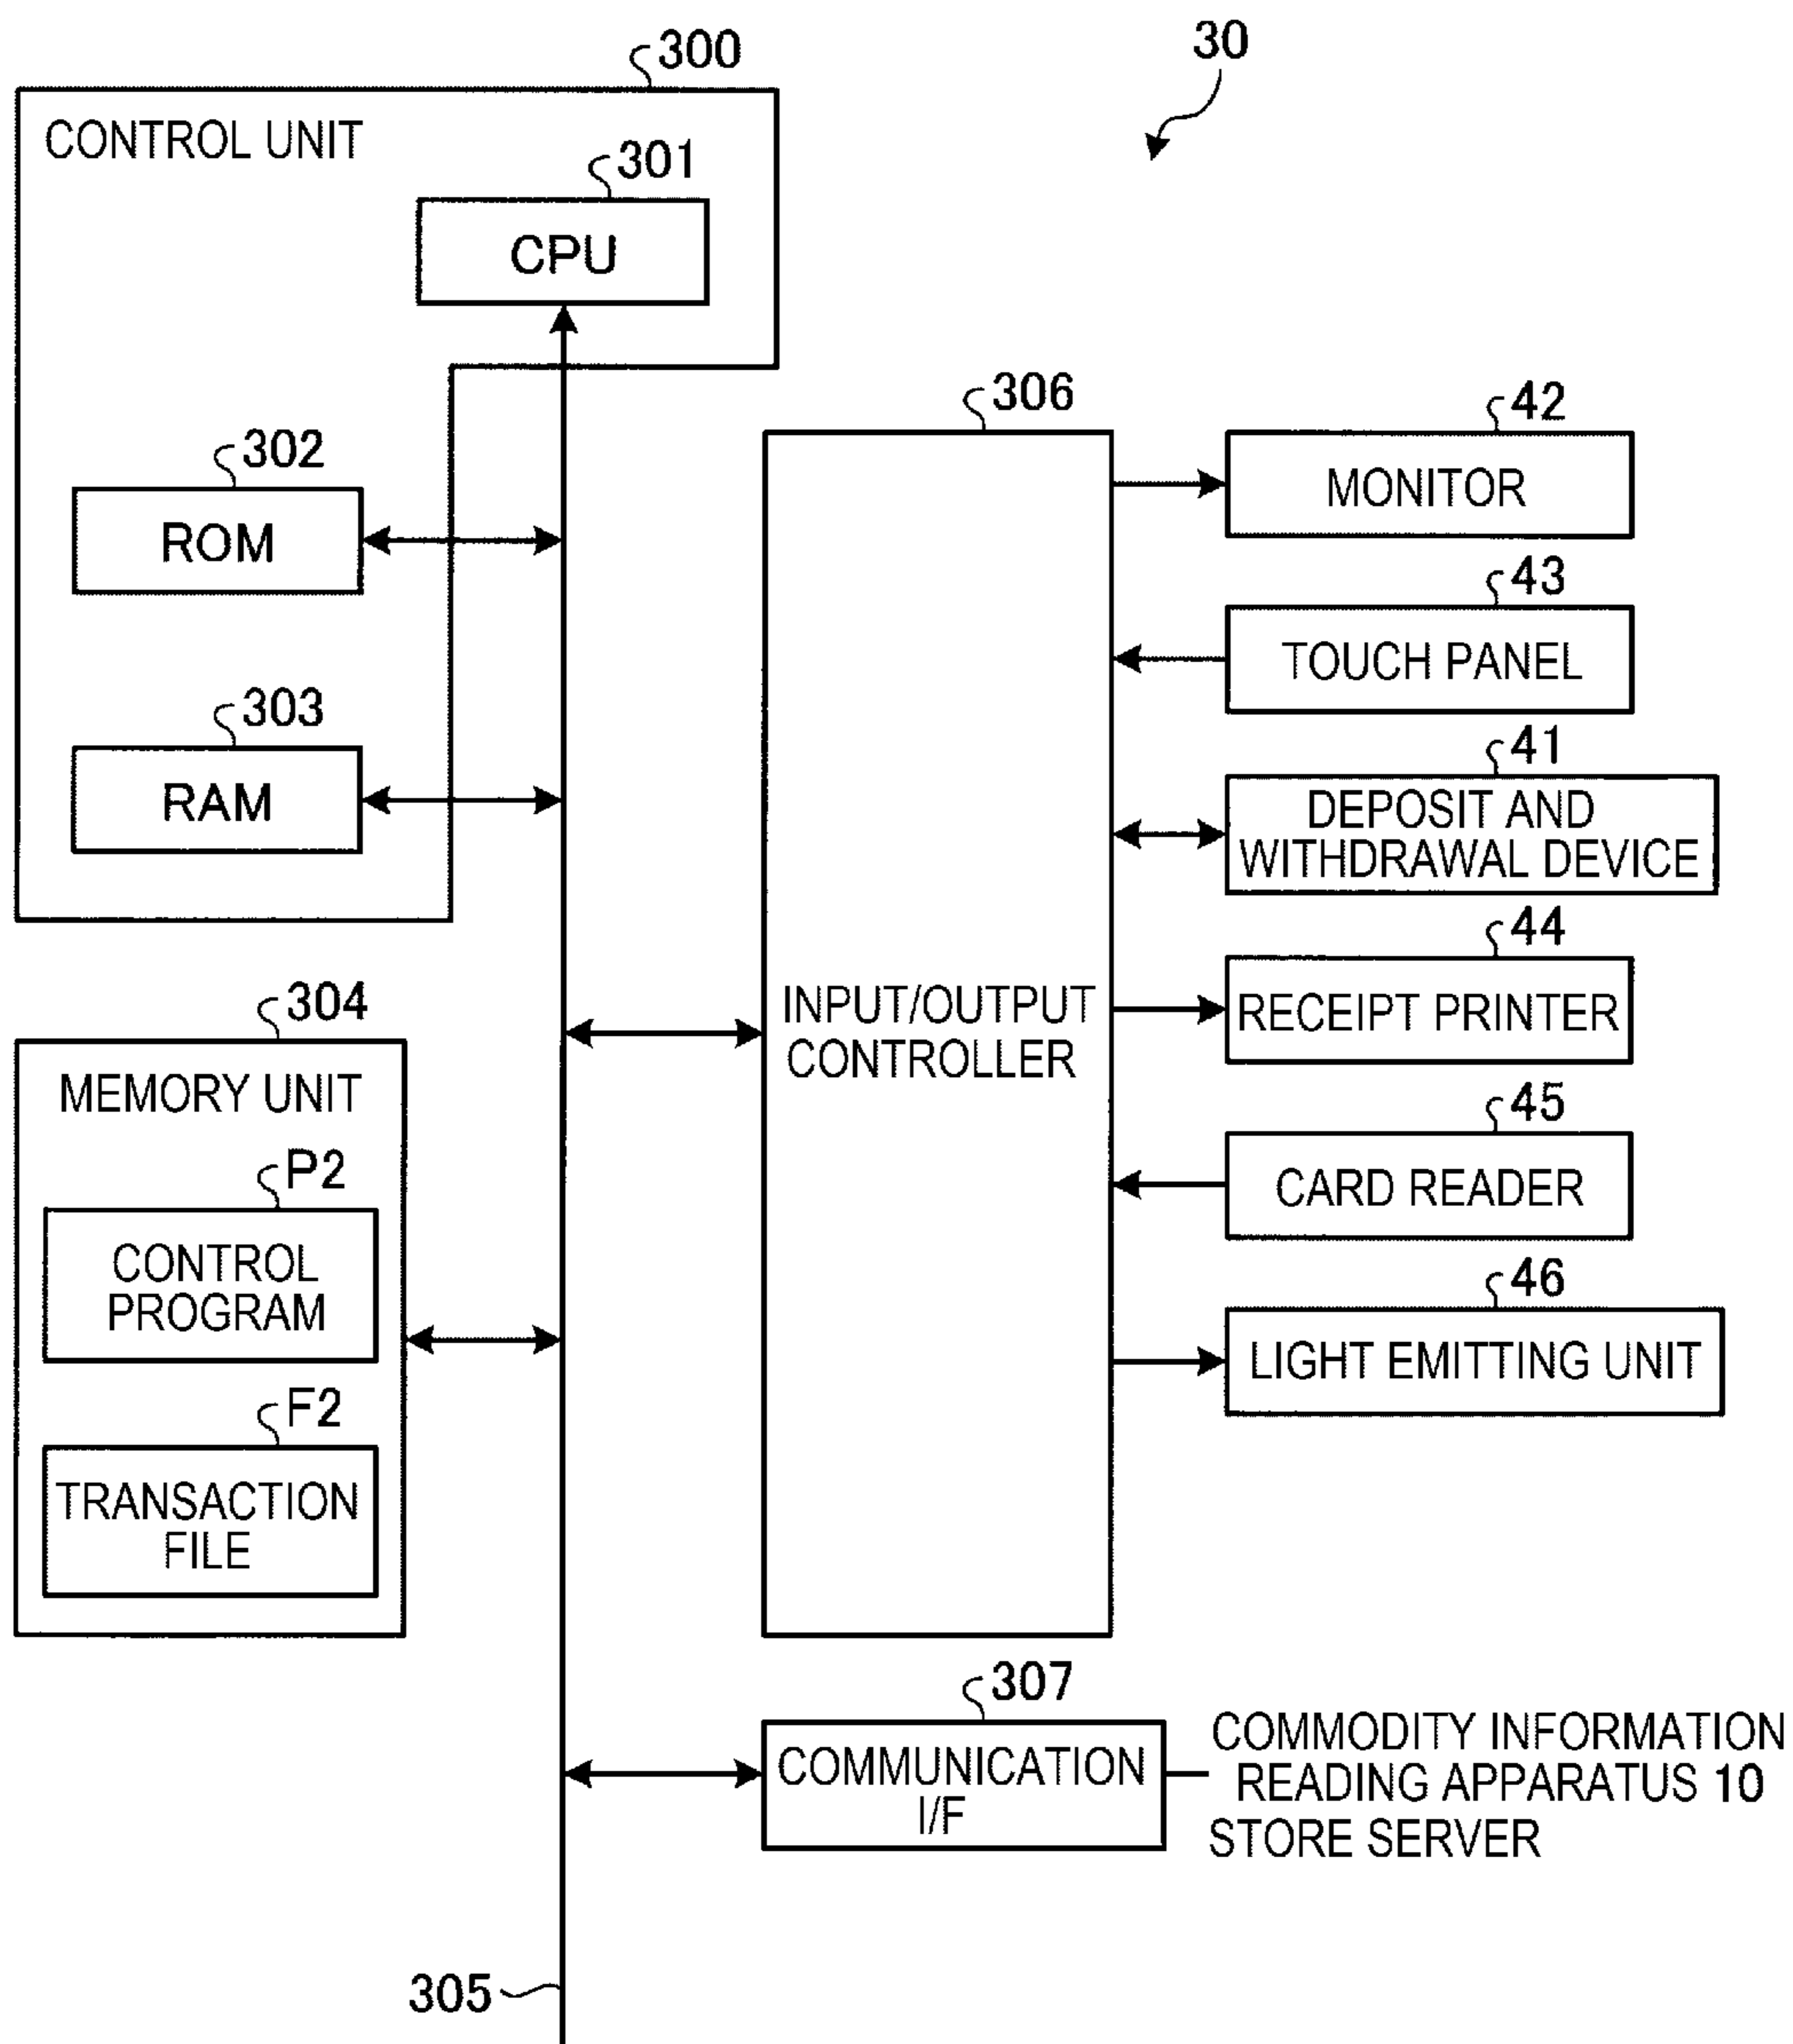 30
300
CONTROL UNIT
301
CPU
302
ROM
303
RAM
304
MEMORY UNIT
P2
CONTROL
PROGRAM
F2
TRANSACTION
FILE
305
306
INPUT/OUTPUT
CONTROLLER
42
MONITOR
43
TOUCH PANEL
41
DEPOSIT AND
WITHDRAWAL DEVICE
44
RECEIPT PRINTER
45
CARD READER
46
LIGHT EMITTING UNIT
307
COMMUNICATION
I/F
COMMODITY INFORMATION
READING APPARATUS 10
STORE SERVER